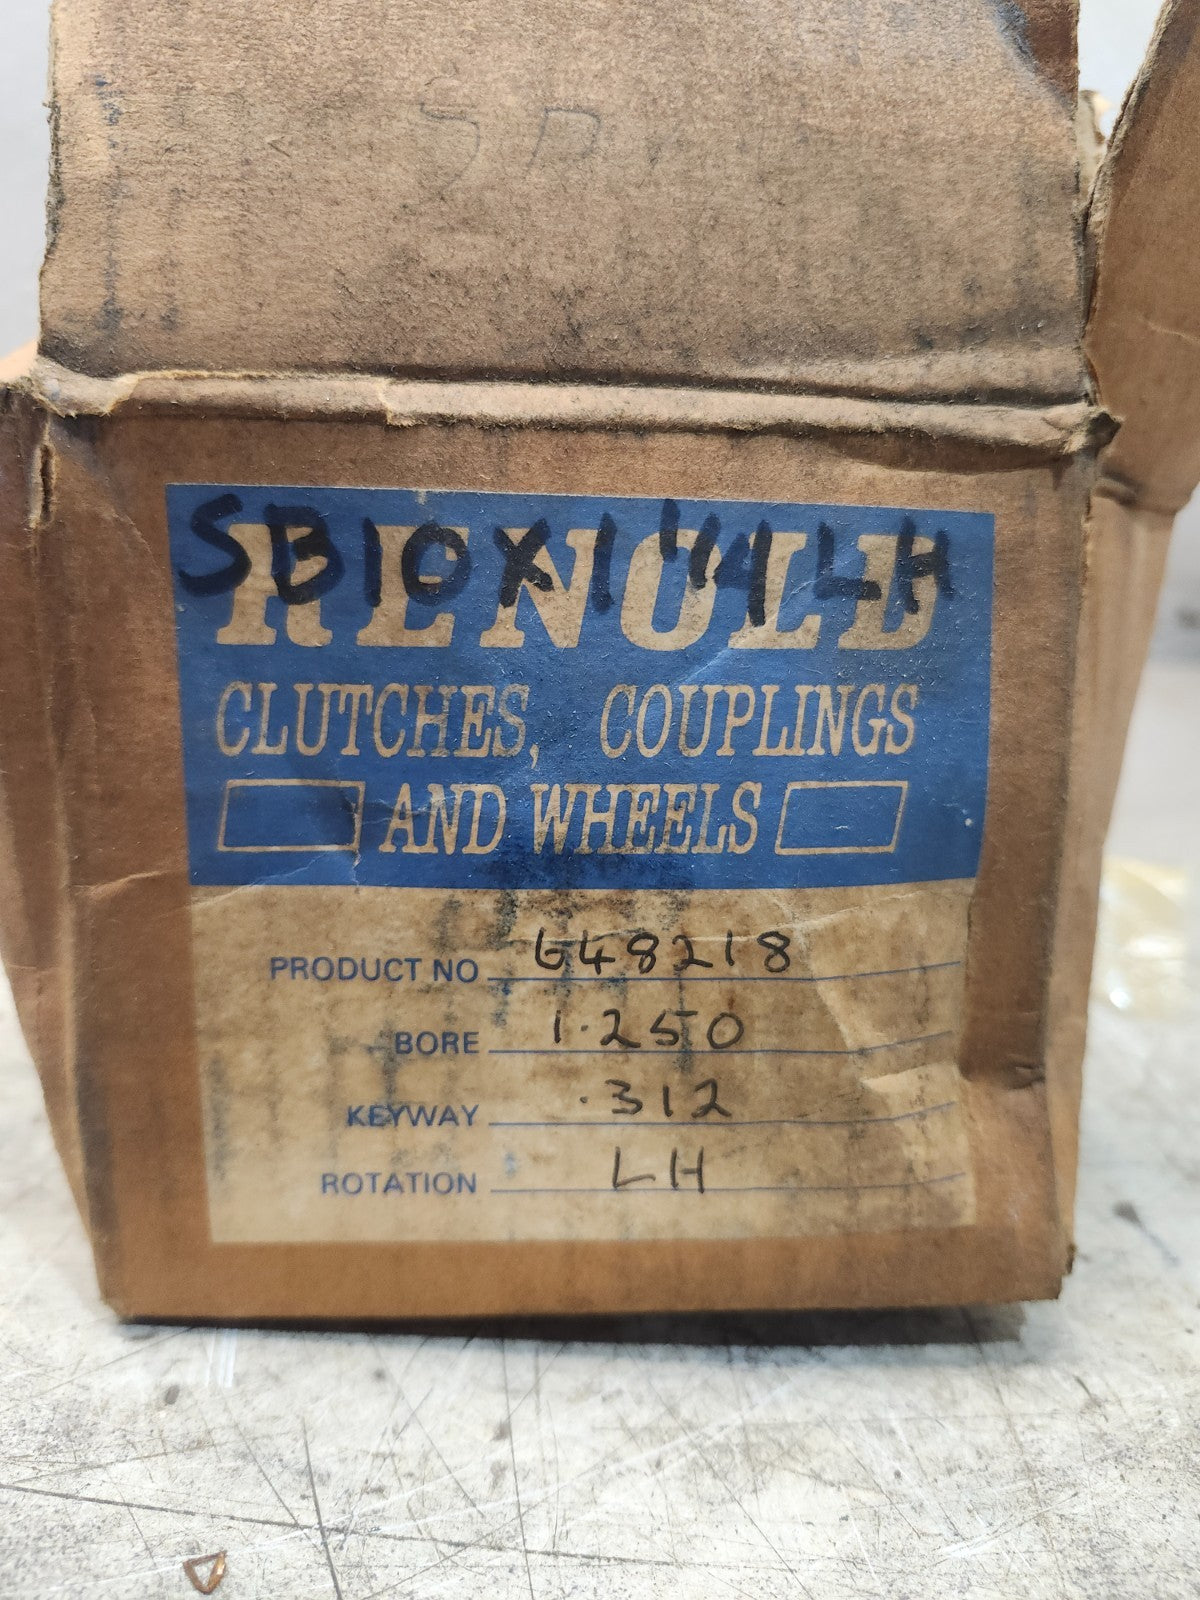 SB10X1"1/4 LH
RENOLD
CLUTCHES, COUPLINGS
AND WHEELS
PRODUCT NO 648218
BORE 1.250
KEYWAY .312
ROTATION LH